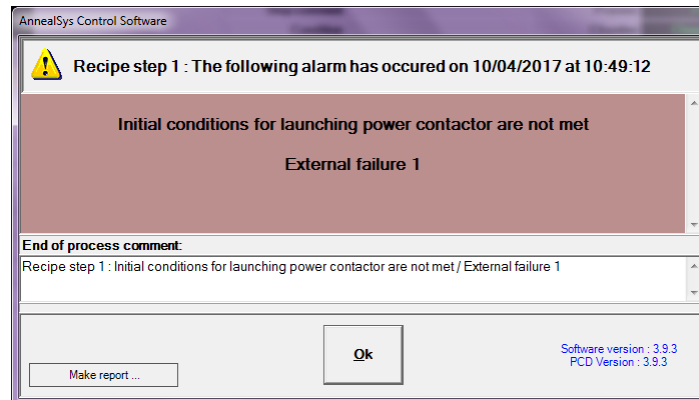 AnnealSys Control Software
Recipe step 1 : The following alarm has occured on 10/04/2017 at 10:49:12
Initial conditions for launching power contactor are not met
External failure 1
End of process comment:
Recipe step 1 : Initial conditions for launching power contactor are not met / External failure 1
Ok
Software version : 3.9.3
PCD Version : 3.9.3
Make report ...